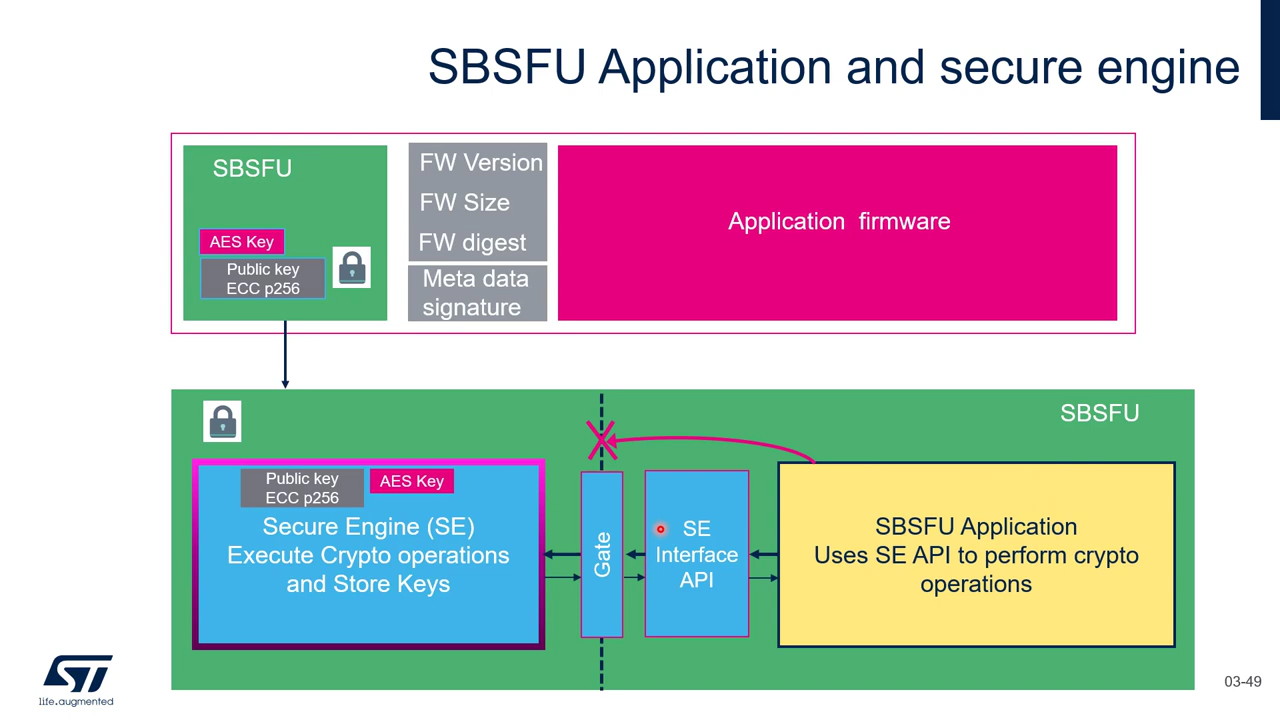 SBSFU Application and secure engine
SBSFU
AES Key
Public key
ECC p256
FW Version
FW Size
FW digest
Meta data
signature
Application firmware
SBSFU
Public key
ECC p256
AES Key
Secure Engine (SE)
Execute Crypto operations
and Store Keys
Gate
SE
Interface
API
SBSFU Application
Uses SE API to perform crypto
operations
ST
life.augmented
03-49